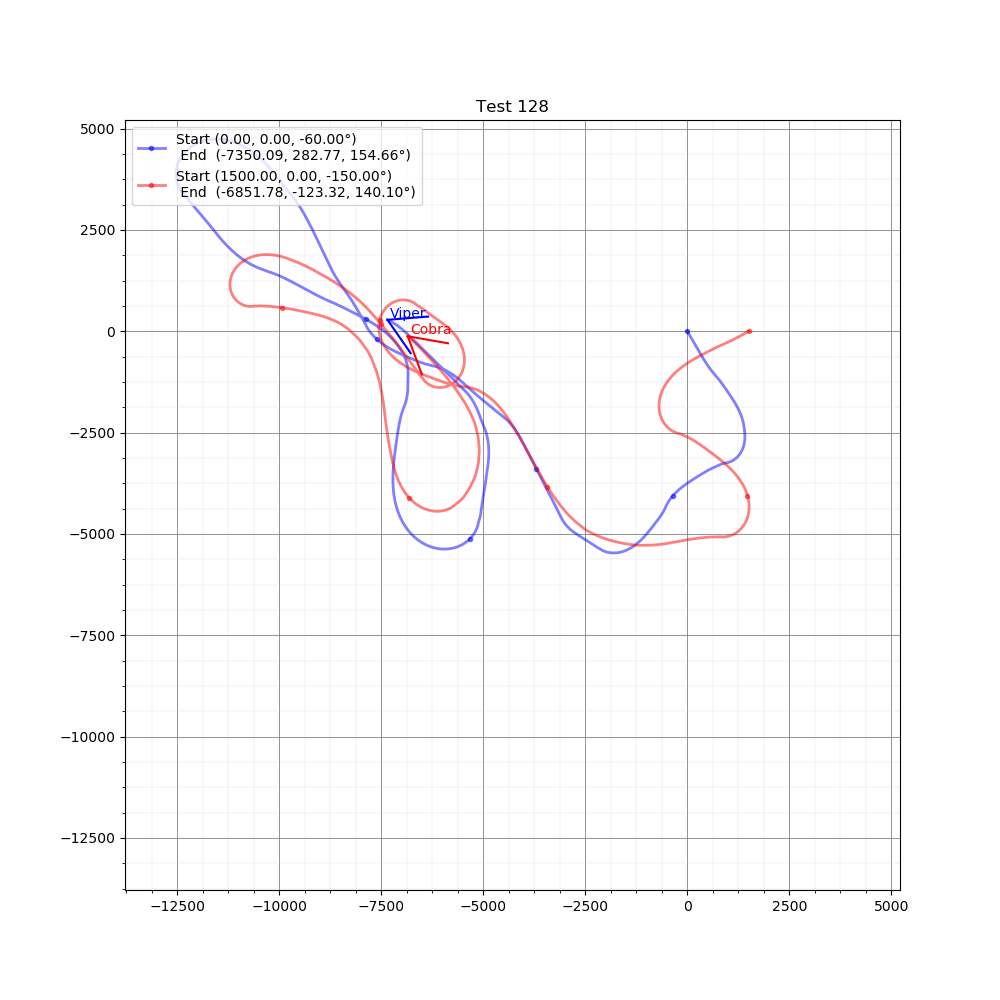 Test 128
Start (0.00, 0.00, -60.00°)
End (-7350.09, 282.77, 154.66°)
Start (1500.00, 0.00, -150.00°)
End (-6851.78, -123.32, 140.10°)
Viper
Cobra
5000
2500
0
−2500
−5000
−7500
−10000
−12500
−12500 −10000 −7500 −5000 −2500 0 2500 5000